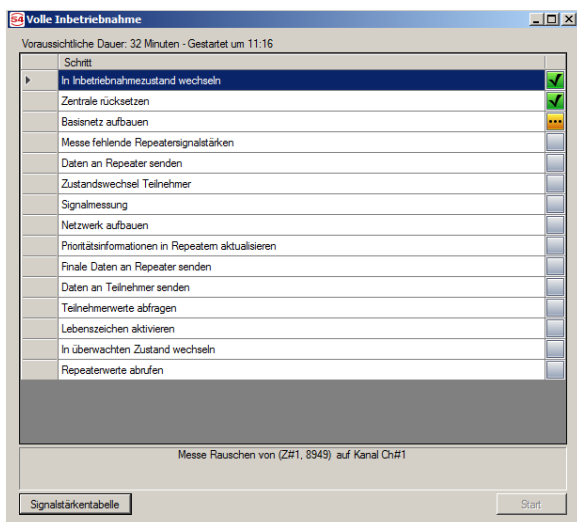 S4 Volle Inbetriebnahme
Voraussichtliche Dauer: 32 Minuten - Gestartet um 11:16
Schritt
In Inbetriebnahmezustand wechseln
Zentrale rücksetzen
Basisnetz aufbauen
Messe fehlende Repeatersignalstärken
Daten an Repeater senden
Zustandswechsel Teilnehmer
Signalmessung
Netzwerk aufbauen
Prioritätsinformationen in Repeatern aktualisieren
Finale Daten an Repeater senden
Daten an Teilnehmer senden
Teilnehmerwerte abfragen
Lebenszeichen aktivieren
In überwachten Zustand wechseln
Repeaterwerte abrufen
Messe Rauschen von (Z#1, 8949) auf Kanal Ch#1
Signalstärkentabelle
Start